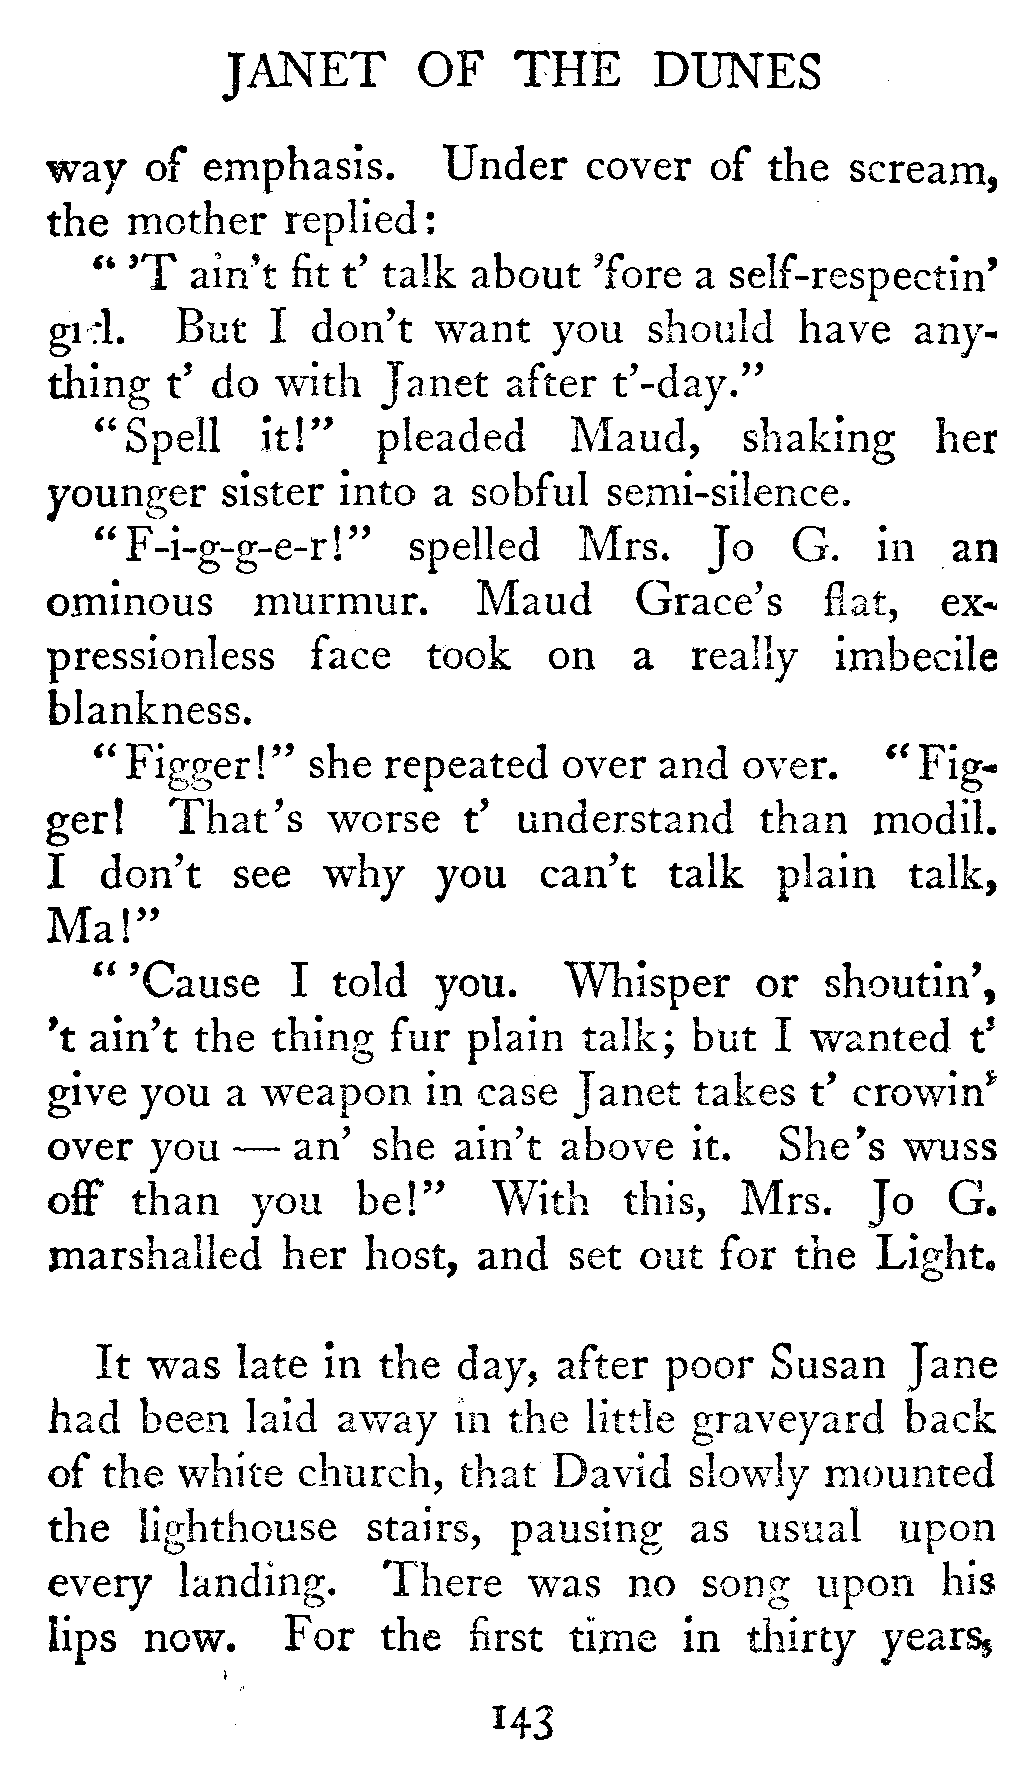 JANET OF THE DUNES
way of emphasis. Under cover of the scream,
the mother replied:
“ ’T ain’t fit t’ talk about ’fore a self-respectin’
girl. But I don’t want you should have any-
thing t’ do with Janet after t’-day.”
“Spell it!” pleaded Maud, shaking her
younger sister into a sobful semi-silence.
“F-i-g-g-e-r!” spelled Mrs. Jo G. in an
ominous murmur. Maud Grace’s flat, ex-
pressionless face took on a really imbecile
blankness.
“Figger!” she repeated over and over. “Fig-
ger! That’s worse t’ understand than modil.
I don’t see why you can’t talk plain talk,
Ma!”
“ ’Cause I told you. Whisper or shoutin’,
’t ain’t the thing fur plain talk; but I wanted t’
give you a weapon in case Janet takes t’ crowin’
over you — an’ she ain’t above it. She’s wuss
off than you be!” With this, Mrs. Jo G.
marshalled her host, and set out for the Light.
It was late in the day, after poor Susan Jane
had been laid away in the little graveyard back
of the white church, that David slowly mounted
the lighthouse stairs, pausing as usual upon
every landing. There was no song upon his
lips now. For the first time in thirty years,
143